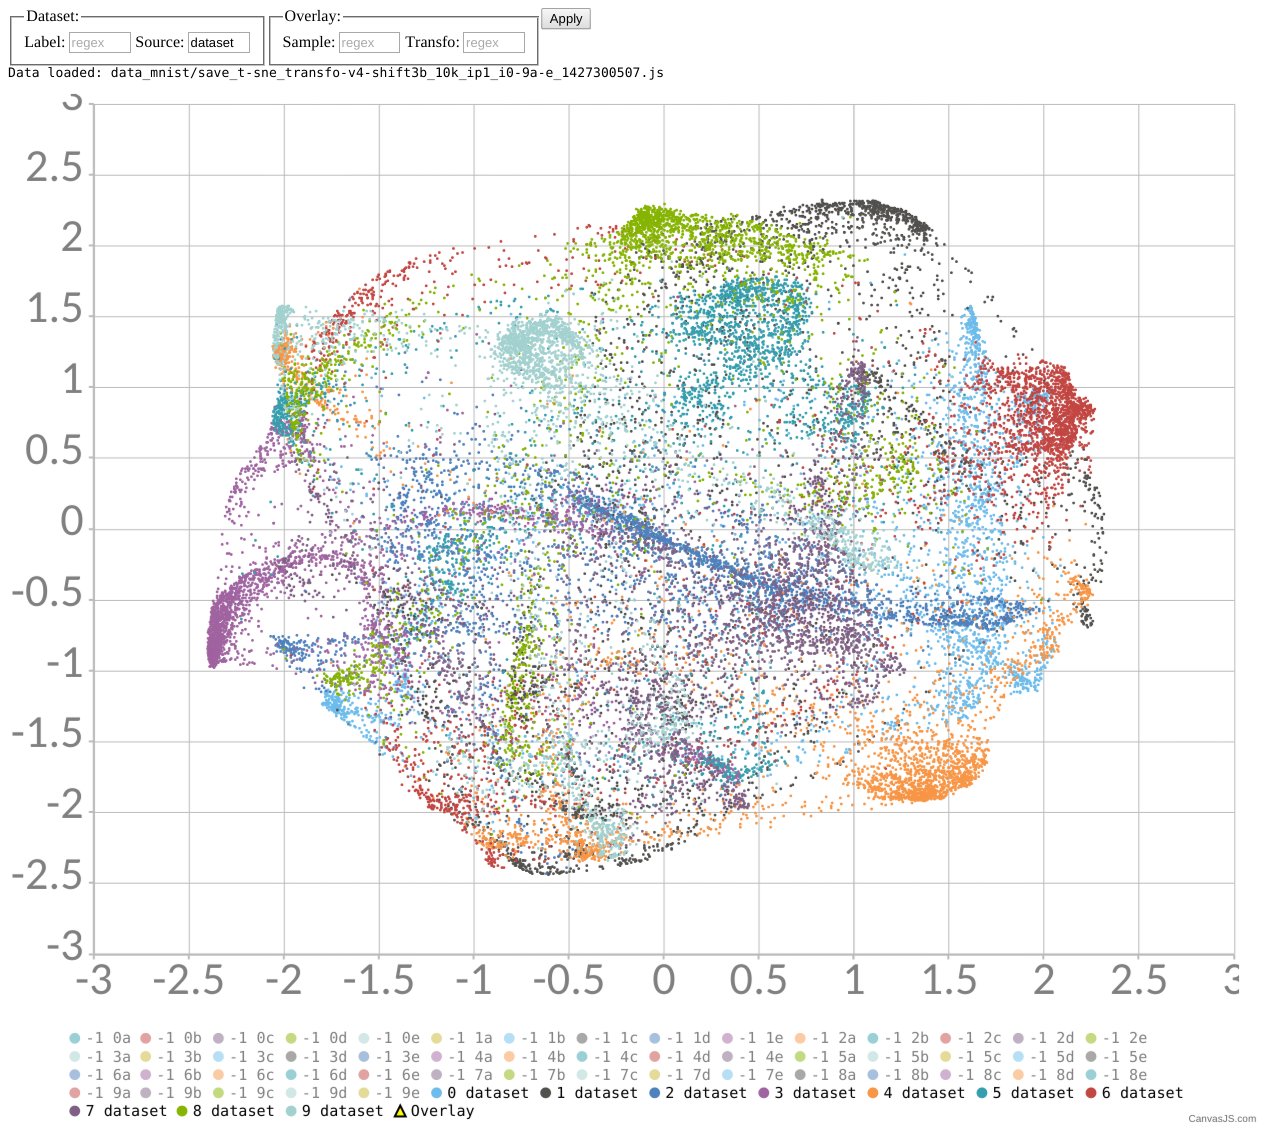 Dataset: Overlay:
Label: regex Source: dataset Sample: regex Transfo: regex Apply
Data loaded: data_mnist/save_t-sne_transfo-v4-shift3b_10k_ip1_i0-9a-e_1427300507.js
3
2.5
2
1.5
1
0.5
0
-0.5
-1
-1.5
-2
-2.5
-3
-3 -2.5 -2 -1.5 -1 -0.5 0 0.5 1 1.5 2 2.5 3
-1 0a -1 0b -1 0c -1 0d -1 0e -1 1a -1 1b -1 1c -1 1d -1 1e -1 2a -1 2b -1 2c -1 2d -1 2e
-1 3a -1 3b -1 3c -1 3d -1 3e -1 4a -1 4b -1 4c -1 4d -1 4e -1 5a -1 5b -1 5c -1 5d -1 5e
-1 6a -1 6b -1 6c -1 6d -1 6e -1 7a -1 7b -1 7c -1 7d -1 7e -1 8a -1 8b -1 8c -1 8d -1 8e
-1 9a -1 9b -1 9c -1 9d -1 9e 0 dataset 1 dataset 2 dataset 3 dataset 4 dataset 5 dataset 6 dataset
7 dataset 8 dataset 9 dataset Overlay
CanvasJS.com